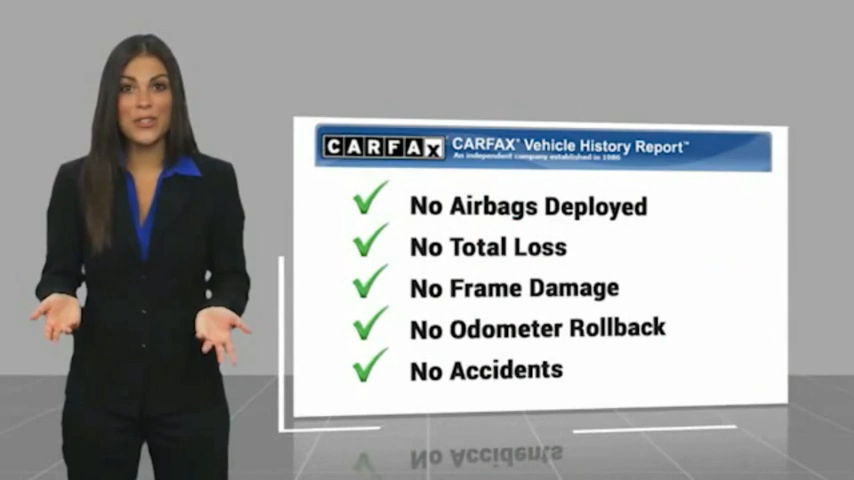 CARFAX
CARFAX® Vehicle History Report™
An independent company established in 1986
No Airbags Deployed
No Total Loss
No Frame Damage
No Odometer Rollback
No Accidents
No Accidents